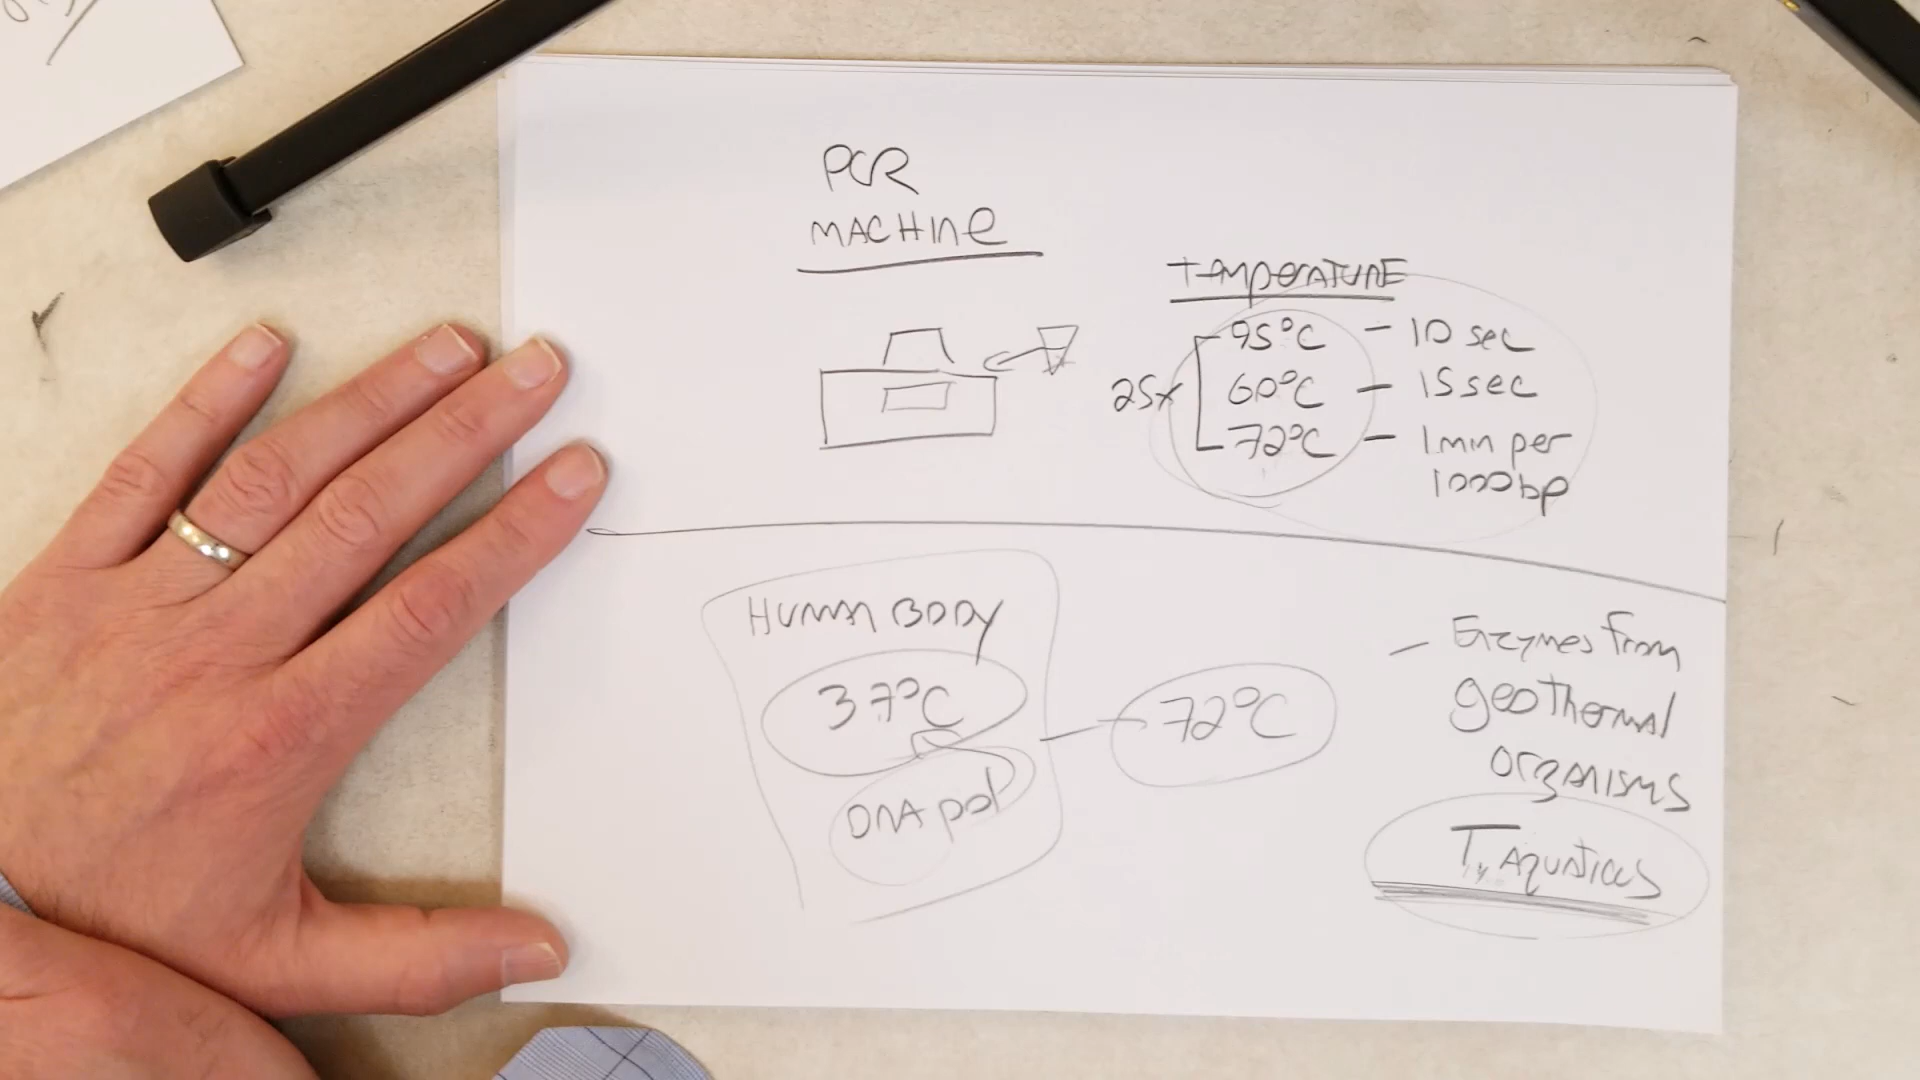 PCR
MACHINE
TEMPERATURE
95°C - 10 sec
25x 60°C - 15 sec
72°C - 1 min per
1000 bp
HUMAN BODY
37°C
DNA pol
72°C
- Enzymes from
geothermal
organisms
T. AQUATICUS